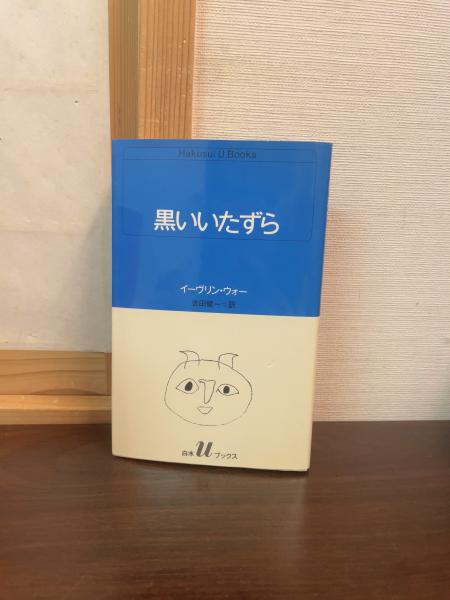 Hakusui U Books
黒いいたずら
イーヴリン・ウォー
吉田健一=訳
白水 u ブックス